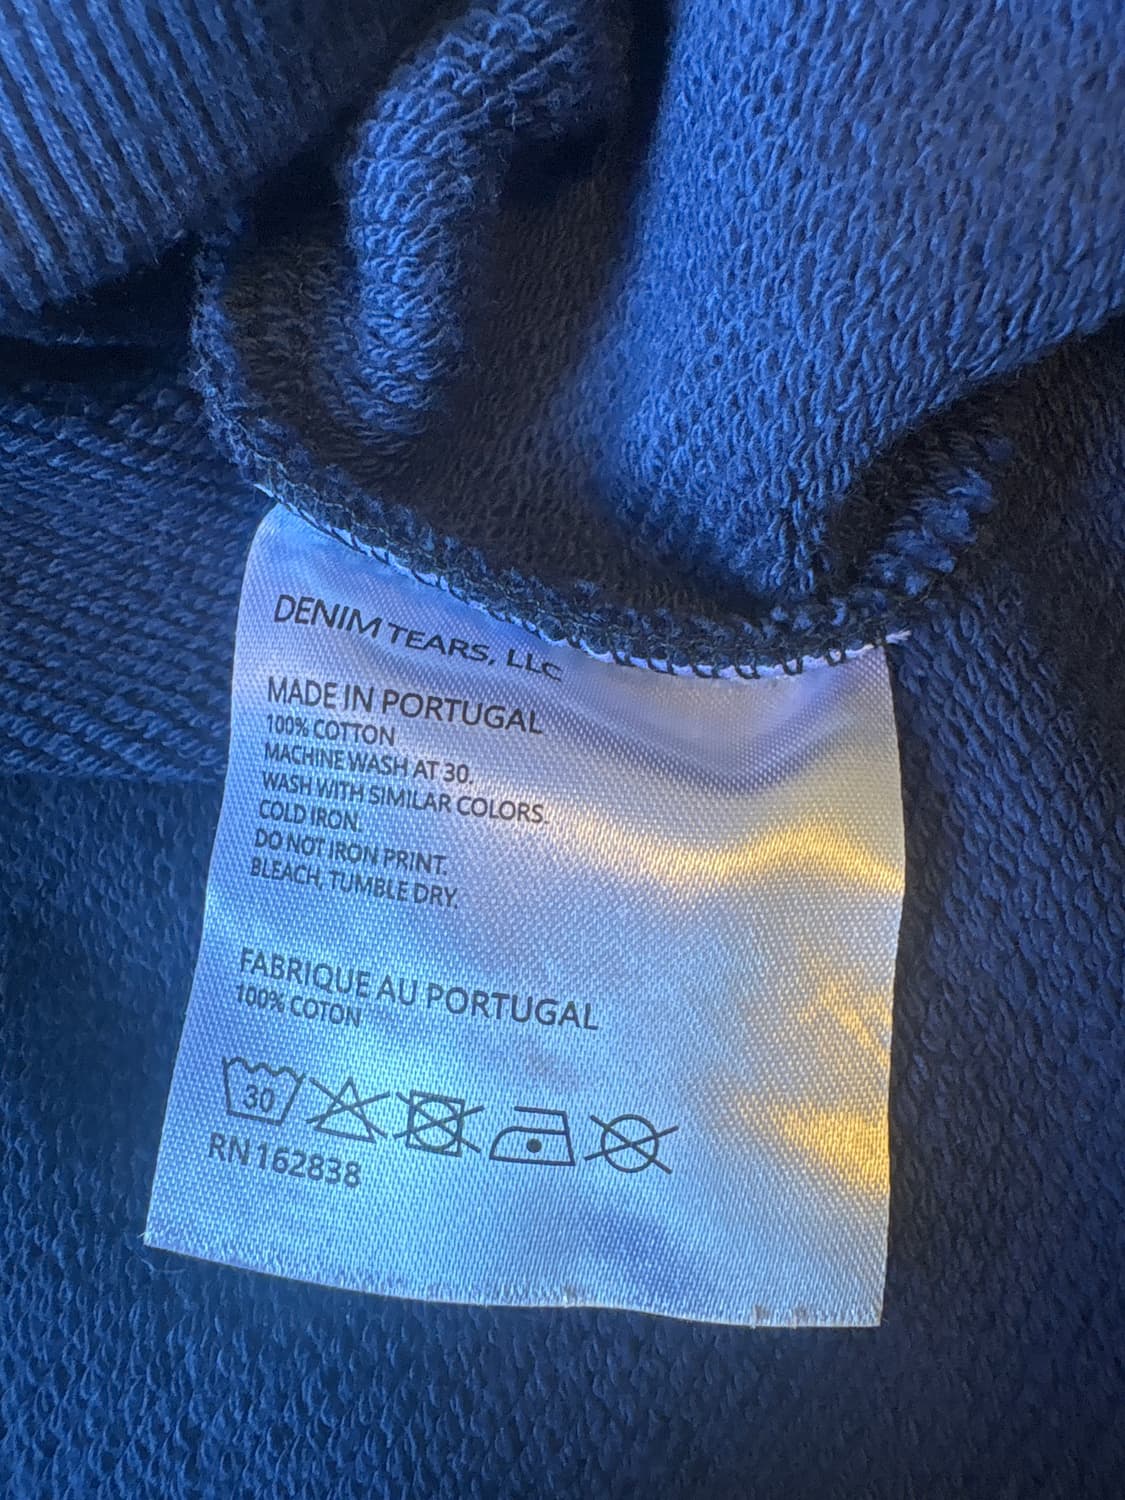 DENIM TEARS, LLC
MADE IN PORTUGAL
100% COTTON
MACHINE WASH AT 30.
WASH WITH SIMILAR COLORS.
COLD IRON.
DO NOT IRON PRINT.
BLEACH, TUMBLE DRY.
FABRIQUE AU PORTUGAL
100% COTON
30
RN 162838